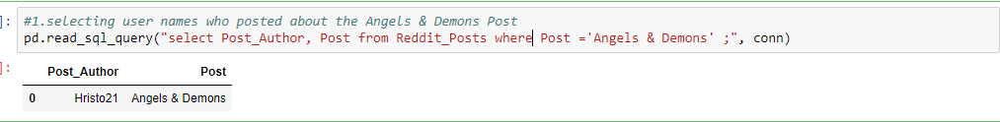 ]: #1.selecting user names who posted about the Angels & Demons Post
pd.read_sql_query("select Post_Author, Post from Reddit_Posts where Post ='Angels & Demons' ;", conn)
]:
Post_Author Post
0 Hristo21 Angels & Demons